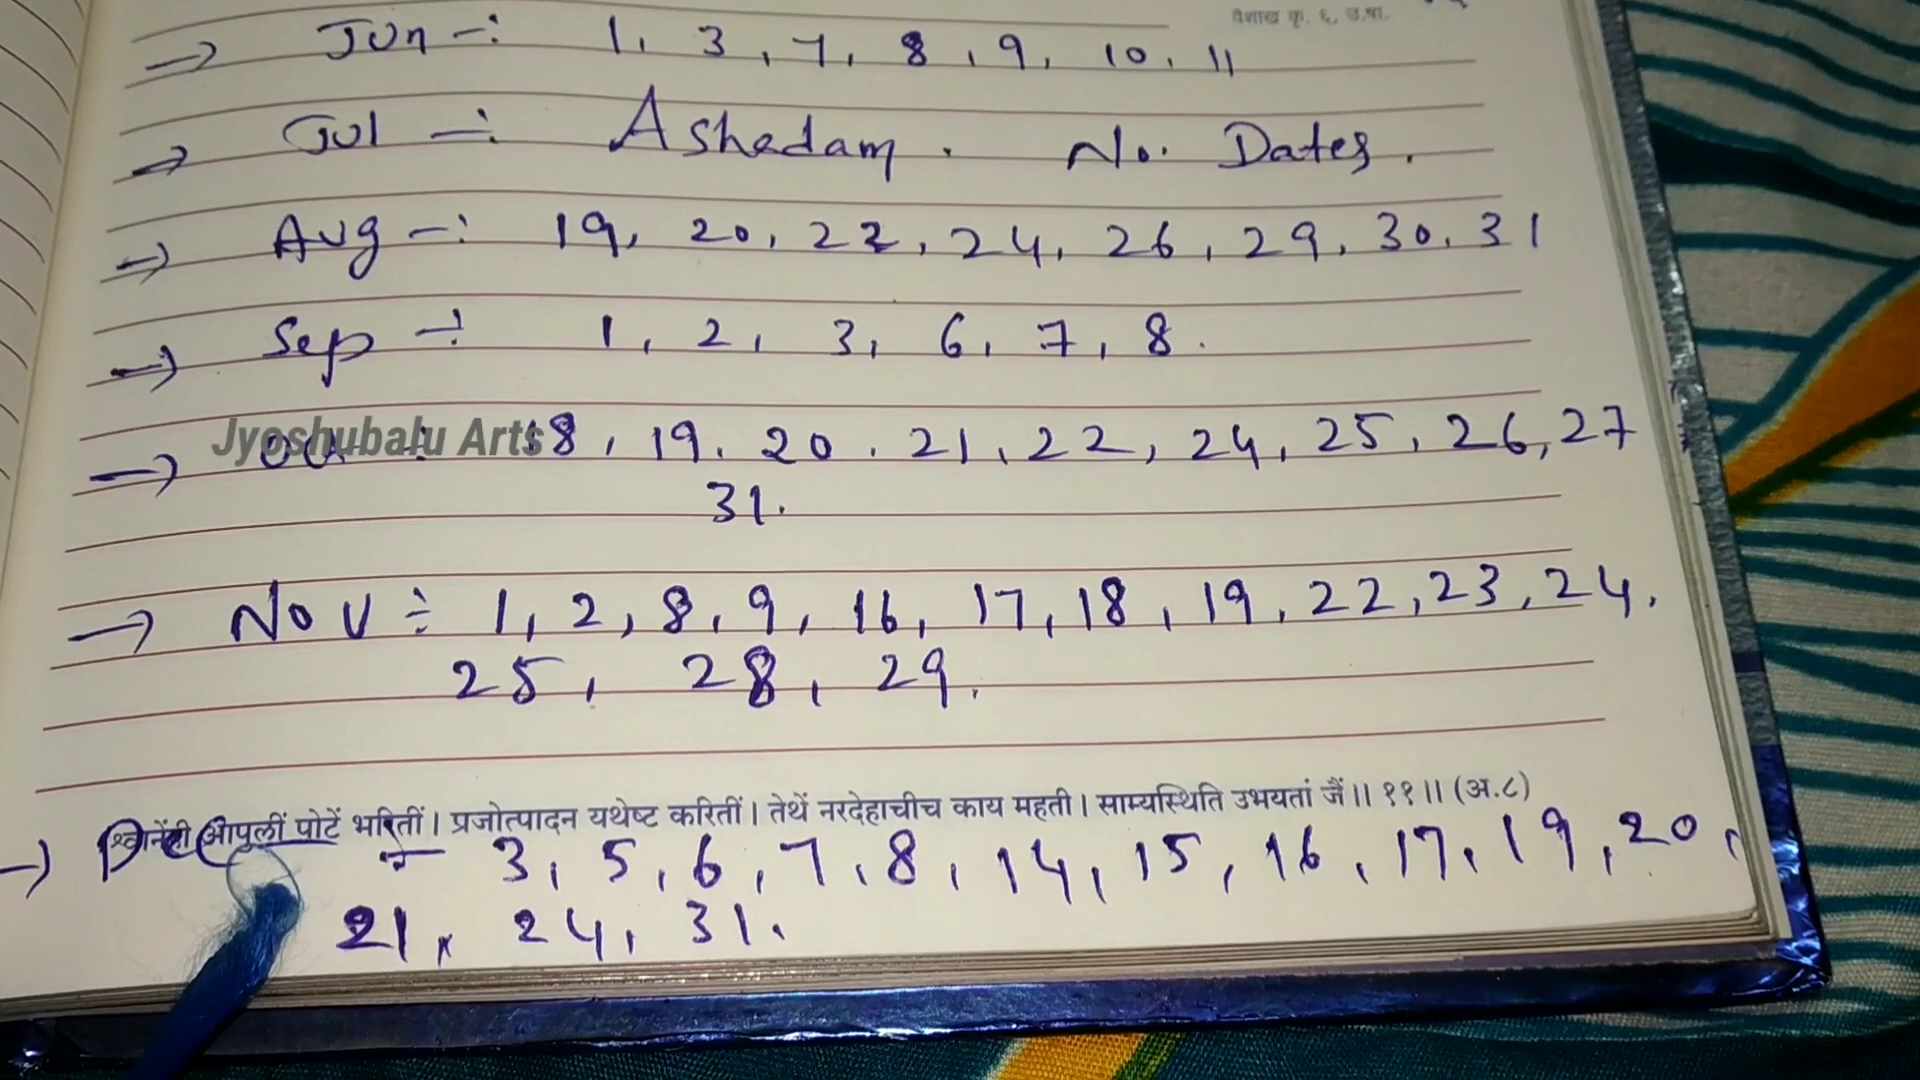 वैशाख कृ. ६, उ.षा.
→ Jun -: 1, 3, 7, 8, 9, 10, 11
→ Jul -: Ashadam. No. Dates.
→ Aug -: 19, 20, 22, 24, 26, 29, 30, 31
→ Sep -: 1, 2, 3, 6, 7, 8.
Jyoshubalu Arts
→ Oct -: 18, 19, 20, 21, 22, 24, 25, 26, 27
31.
→ Nov -: 1, 2, 8, 9, 16, 17, 18, 19, 22, 23, 24,
25, 28, 29.
श्वानेंही आपुलीं पोटें भरितीं। प्रजोत्पादन यथेष्ट करितीं। तेथें नरदेहाचीच काय महती। साम्यस्थिति उभयतां जैं॥ ११॥ (अ.८)
→ Dec - 3, 5, 6, 7, 8, 14, 15, 16, 17, 19, 20,
21, 24, 31.